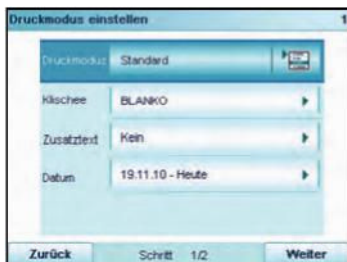 Druckmodus einstellen 1
Druckmodus Standard
Klischee BLANKO
Zusatztext Kein
Datum 19.11.10 - Heute
Zurück Schritt 1/2 Weiter